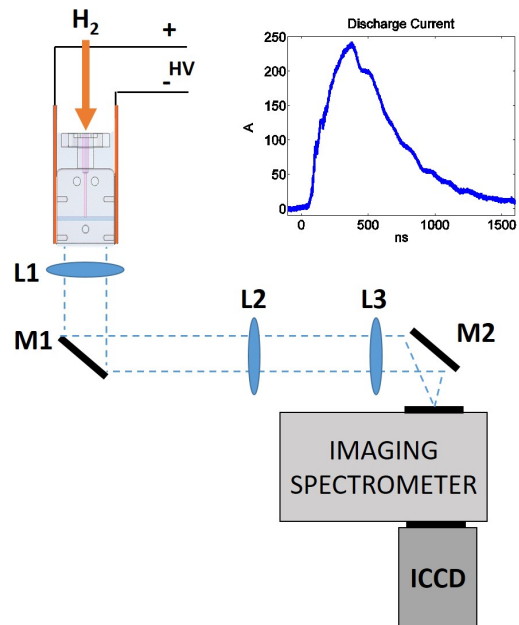 H₂
+
HV
-
Discharge Current
250
200
150
100
50
0
A
0
500
1000
1500
ns
L1
M1
L2
L3
M2
IMAGING
SPECTROMETER
ICCD